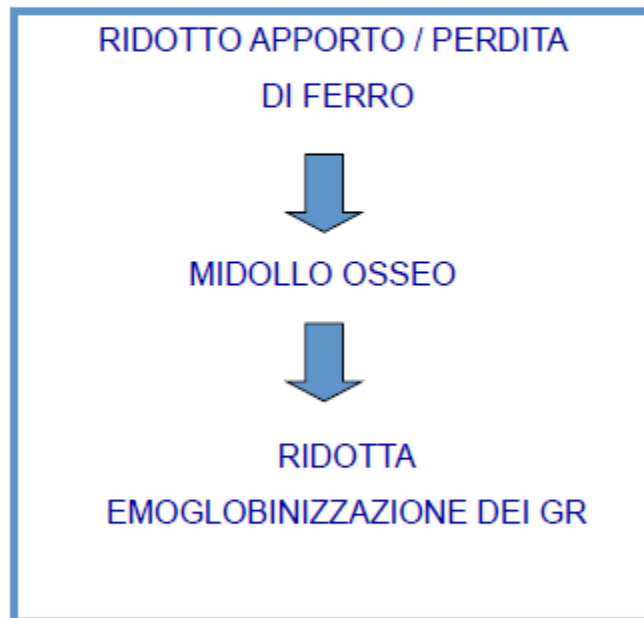 RIDOTTO APPORTO / PERDITA
DI FERRO
MIDOLLO OSSEO
RIDOTTA
EMOGLOBINIZZAZIONE DEI GR